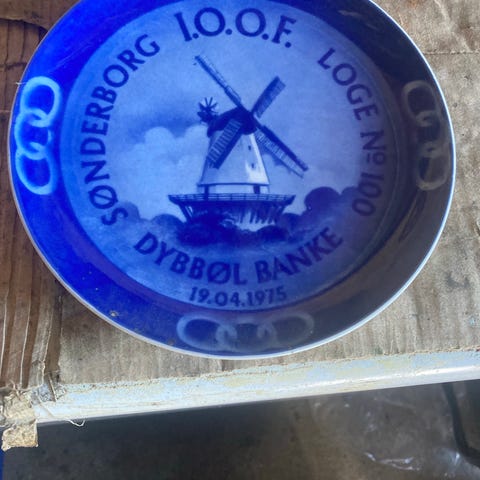 I.O.O.F.
SØNDERBORG LOGE Nº 100
DYBBØL BANKE
19.04.1975